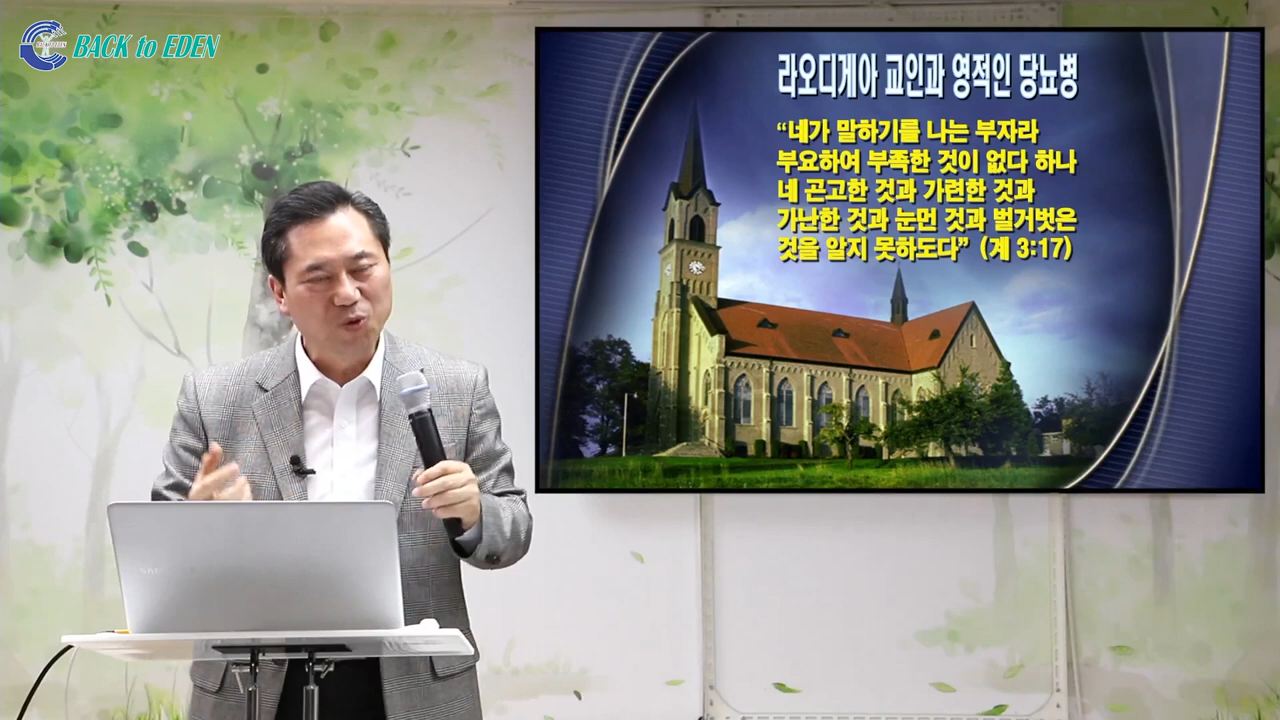 BACK to EDEN
라오디게아 교인과 영적인 당뇨병
“네가 말하기를 나는 부자라
부요하여 부족한 것이 없다 하나
네 곤고한 것과 가련한 것과
가난한 것과 눈먼 것과 벌거벗은
것을 알지 못하도다” (계 3:17)